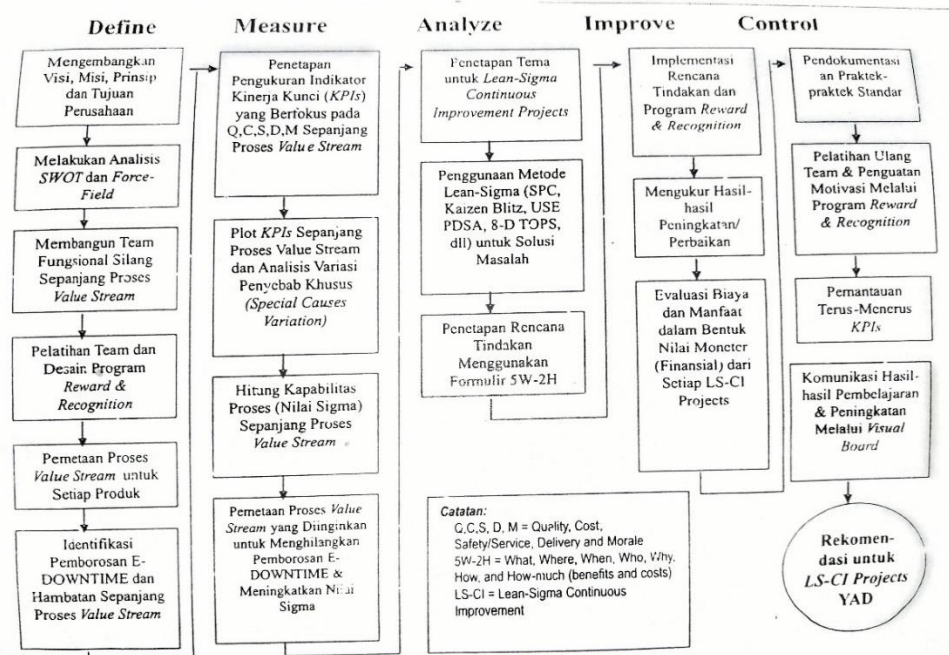 Define
Measure
Analyze
Improve
Control
Mengembangkan
Visi, Misi, Prinsip
dan Tujuan
Perusahaan
Melakukan Analisis
SWOT dan Force-
Field
Membangun Team
Fungsional Silang
Sepanjang Proses
Value Stream
Pelatihan Team dan
Desain Program
Reward &
Recognition
Pemetaan Proses
Value Stream untuk
Setiap Produk
Identifikasi
Pemborosan E-
DOWNTIME dan
Hambatan Sepanjang
Proses Value Stream
Penetapan
Pengukuran Indikator
Kinerja Kunci (KPIs)
yang Berfokus pada
Q,C,S,D,M Sepanjang
Proses Value Stream
Plot KPIs Sepanjang
Proses Value Stream
dan Analisis Variasi
Penyebab Khusus
(Special Causes
Variation)
Hitung Kapabilitas
Proses (Nilai Sigma)
Sepanjang Proses
Value Stream
Pemetaan Proses Value
Stream yang Diinginkan
untuk Menghilangkan
Pemborosan E-
DOWNTIME &
Meningkatkan Nilai
Sigma
Penetapan Tema
untuk Lean-Sigma
Continuous
Improvement Projects
Penggunaan Metode
Lean-Sigma (SPC,
Kaizen Blitz, USE
PDSA, 8-D TOPS,
dll) untuk Solusi
Masalah
Penetapan Rencana
Tindakan
Menggunakan
Formulir 5W-2H
Implementasi
Rencana
Tindakan dan
Program Reward
& Recognition
Mengukur Hasil-
hasil
Peningkatan/
Perbaikan
Evaluasi Biaya
dan Manfaat
dalam Bentuk
Nilai Moneter
(Finansial) dari
Setiap LS-CI
Projects
Pendokumentasi
an Praktek-
praktek Standar
Pelatihan Ulang
Team & Penguatan
Motivasi Melalui
Program Reward
& Recognition
Pemantauan
Terus-Menerus
KPIs
Komunikasi Hasil-
hasil Pembelajaran
& Peningkatan
Melalui Visual
Board
Rekomen-
dasi untuk
LS-CI Projects
YAD
Catatan:
Q,C,S, D, M = Quality, Cost,
Safety/Service, Delivery and Morale
5W-2H = What, Where, When, Who, Why.
How, and How-much (benefits and costs)
LS-CI = Lean-Sigma Continuous
Improvement